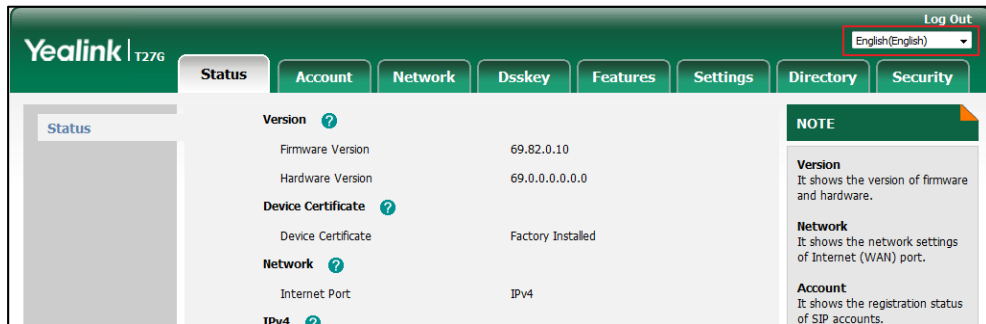 Log Out
English(English)
Yealink T27G
Status Account Network Dsskey Features Settings Directory Security
Status
Version ?
Firmware Version 69.82.0.10
Hardware Version 69.0.0.0.0.0.0
Device Certificate ?
Device Certificate Factory Installed
Network ?
Internet Port IPv4
IPv4 ?
NOTE
Version
It shows the version of firmware
and hardware.
Network
It shows the network settings
of Internet (WAN) port.
Account
It shows the registration status
of SIP accounts.